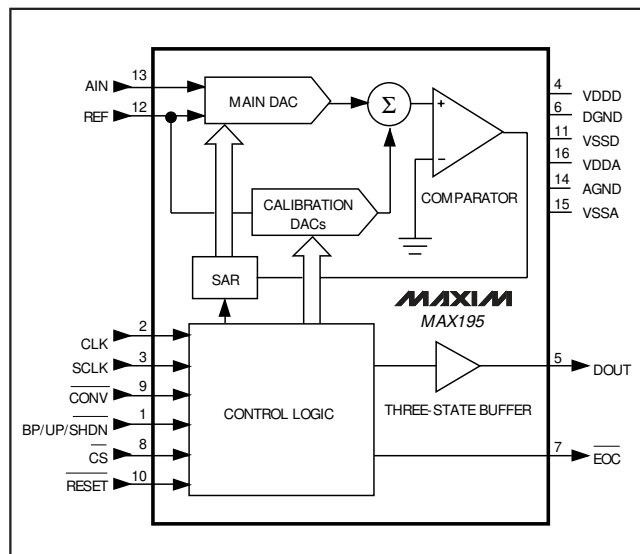 AIN 13
REF 12
MAIN DAC
Σ
+
−
COMPARATOR
CALIBRATION
DACs
SAR
MAXIM
MAX195
4 VDDD
6 DGND
11 VSSD
16 VDDA
14 AGND
15 VSSA
CLK 2
SCLK 3
CONV 9
BP/UP/SHDN 1
CS 8
RESET 10
CONTROL LOGIC
THREE-STATE BUFFER
5 DOUT
7 EOC